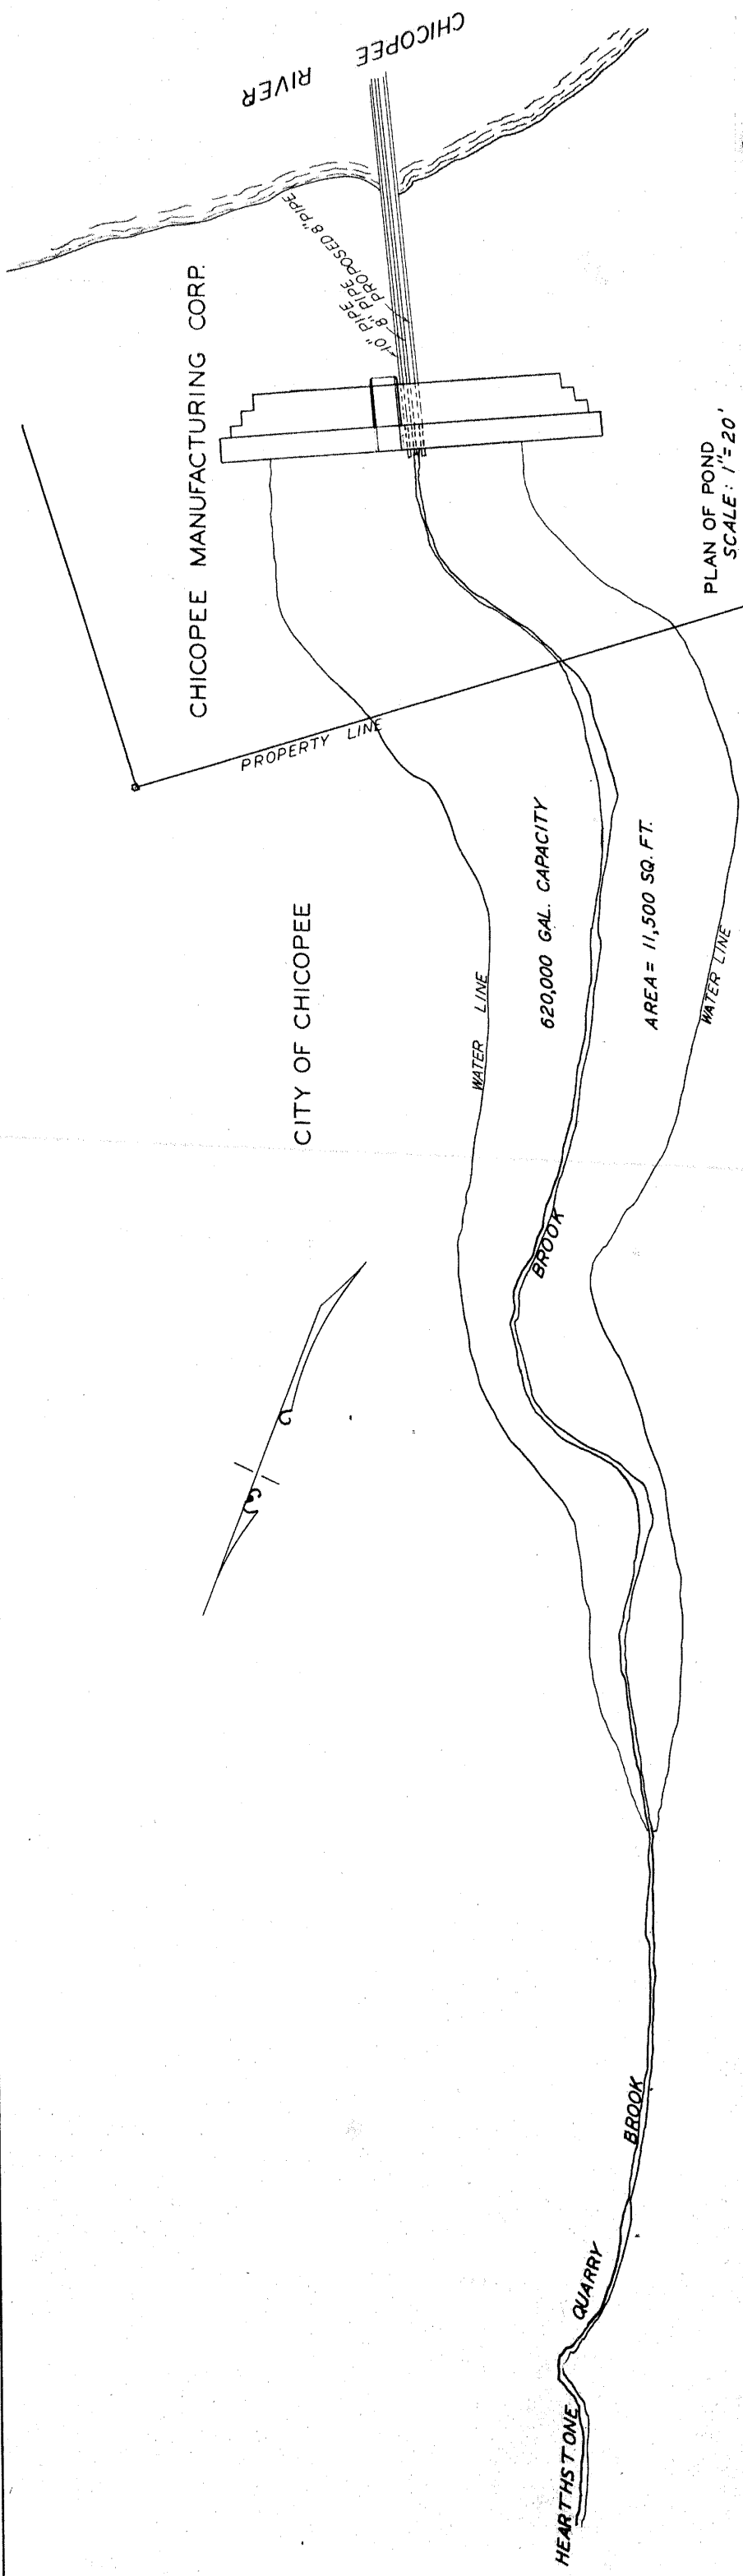 CHICOPEE RIVER
CHICOPEE MANUFACTURING CORP.
10" PIPE
8" PIPE
PROPOSED 8" PIPE
PROPERTY LINE
CITY OF CHICOPEE
WATER LINE
620,000 GAL. CAPACITY
AREA = 11,500 SQ. FT.
WATER LINE
BROOK
PLAN OF POND
SCALE: 1" = 20'
HEARTHSTONE QUARRY BROOK